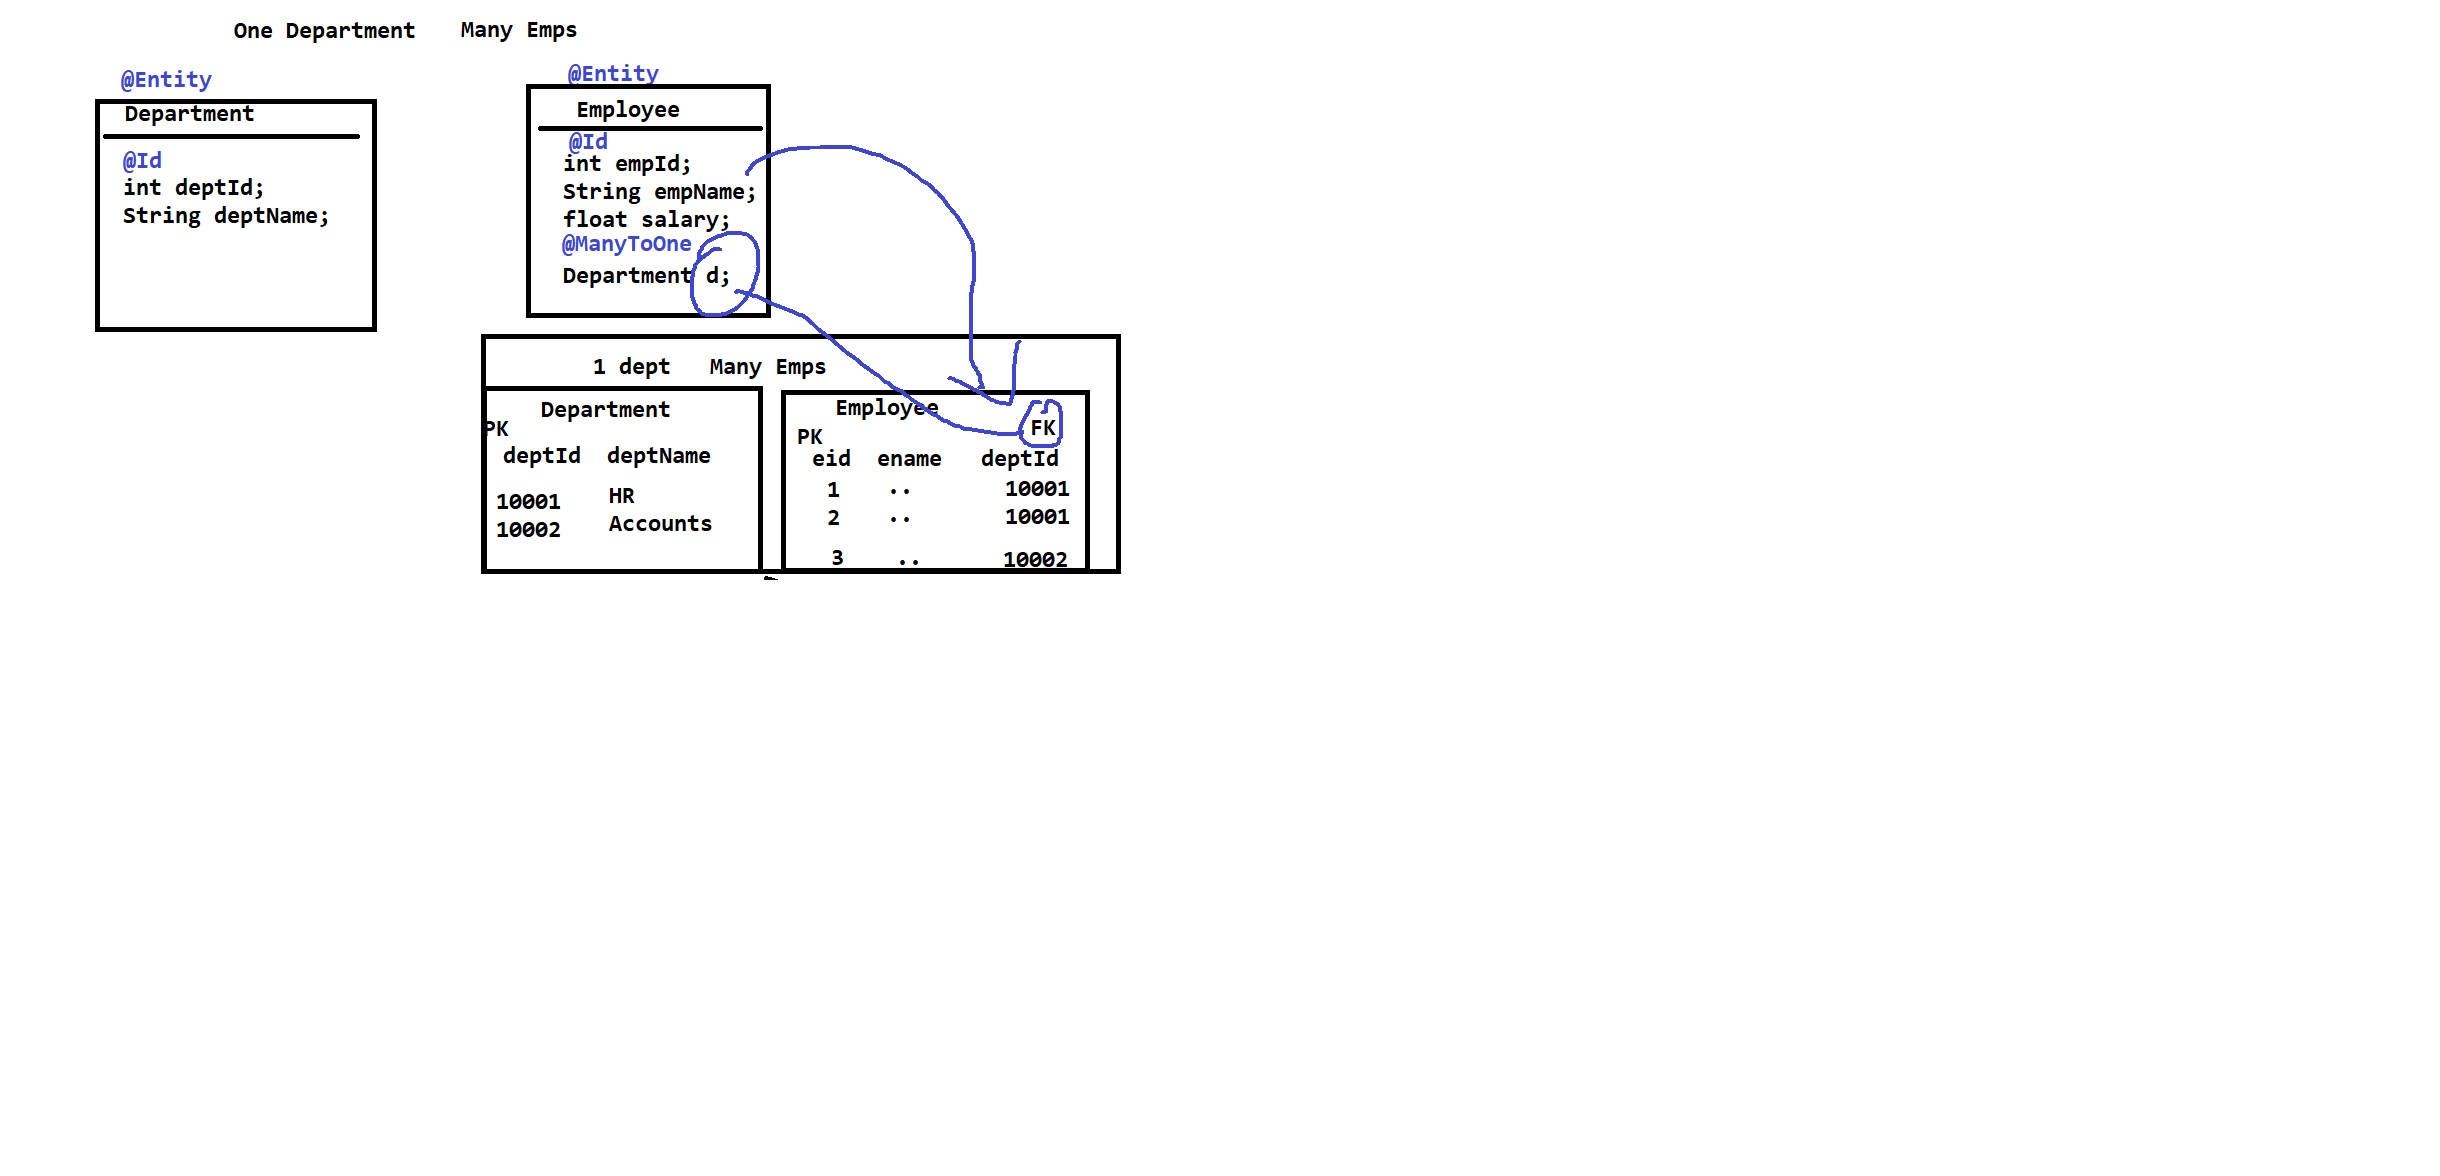 One Department Many Emps
@Entity
Department
@Id
int deptId;
String deptName;
@Entity
Employee
@Id
int empId;
String empName;
float salary;
@ManyToOne
Department d;
1 dept Many Emps
Department
PK
deptId deptName
10001 HR
10002 Accounts
Employee
PK FK
eid ename deptId
1 .. 10001
2 .. 10001
3 .. 10002